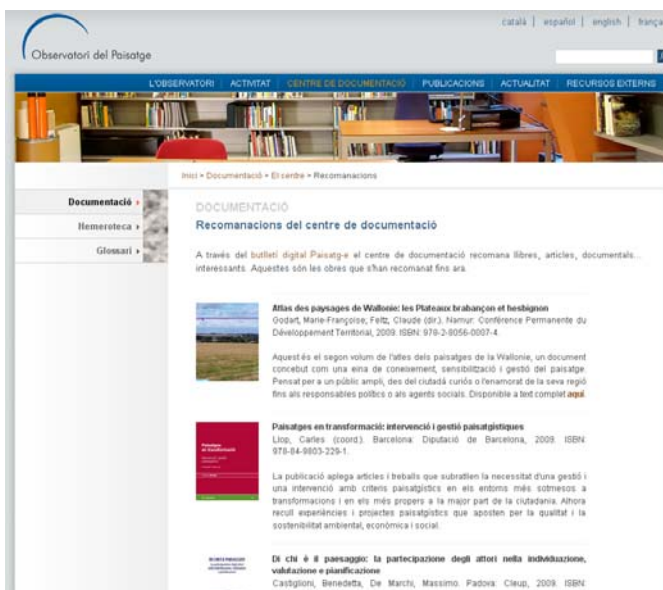 català | español | english | frança
Observatori del Paisatge
L'OBSERVATORI | ACTIVITAT | CENTRE DE DOCUMENTACIÓ | PUBLICACIONS | ACTUALITAT | RECURSOS EXTERNS
Inici > Documentació > El centre > Recomanacions
Documentació
Hemeroteca
Glossari
DOCUMENTACIÓ
Recomanacions del centre de documentació
A través del butlletí digital Paisatg-e el centre de documentació recomana llibres, articles, documentals...
interessants. Aquestes són les obres que s'han recomanat fins ara.
Atlas des paysages de Wallonie: les Plateaux brabançon et hesbignon
Godart, Marie-Françoise; Feltz, Claude (dir.). Namur: Conférence Permanente du
Développement Territorial, 2009. ISBN: 978-2-8056-0007-4.
Aquest és el segon volum de l'atles dels paisatges de la Wallonie, un document
concebut com una eina de coneixement, sensibilització i gestió del paisatge.
Pensat per a un públic ampli, des del ciutadà curiós o l'enamorat de la seva regió
fins als responsables polítics o als agents socials. Disponible a text complet aquí.
Paisatges en transformació: intervenció i gestió paisatgístiques
Llop, Carles (coord.). Barcelona: Diputació de Barcelona, 2009. ISBN:
978-84-9803-229-1.
La publicació aplega articles i treballs que subratllen la necessitat d'una gestió i
una intervenció amb criteris paisatgístics en els entorns més sotmesos a
transformacions i en els més propers a la major part de la ciutadania. Alhora
recull experiències i projectes paisatgístics que aposten per la qualitat i la
sostenibilitat ambiental, econòmica i social.
Di chi è il paesaggio: la partecipazione degli attori nella individuazione,
valutazione e pianificazione
Castiglioni, Benedetta, De Marchi, Massimo. Padova: Cleup, 2009. ISBN: